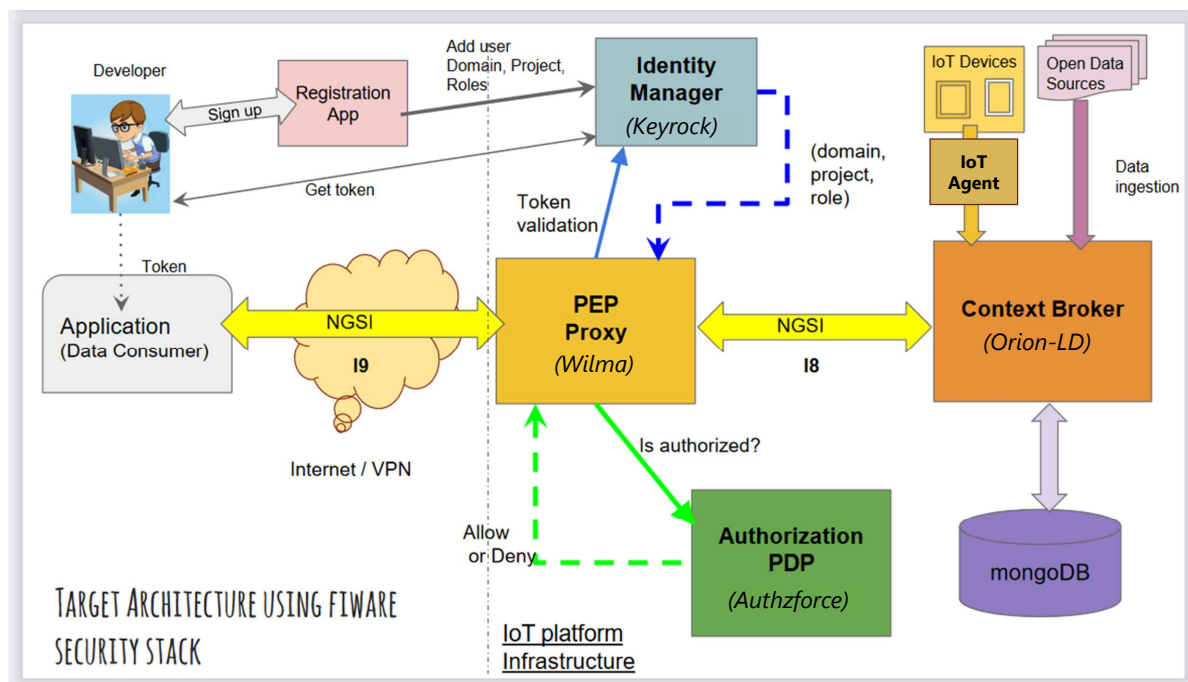 Developer
Sign up
Registration
App
Add user
Domain, Project,
Roles
Identity
Manager
(Keyrock)
IoT Devices
Open Data
Sources
IoT
Agent
Data
ingestion
(domain,
project,
role)
Get token
Token
validation
Token
Application
(Data Consumer)
NGSI
I9
Internet / VPN
PEP
Proxy
(Wilma)
NGSI
I8
Context Broker
(Orion-LD)
Is authorized?
Allow
or Deny
Authorization
PDP
(Authzforce)
mongoDB
TARGET ARCHITECTURE USING FIWARE
SECURITY STACK
IoT platform
Infrastructure